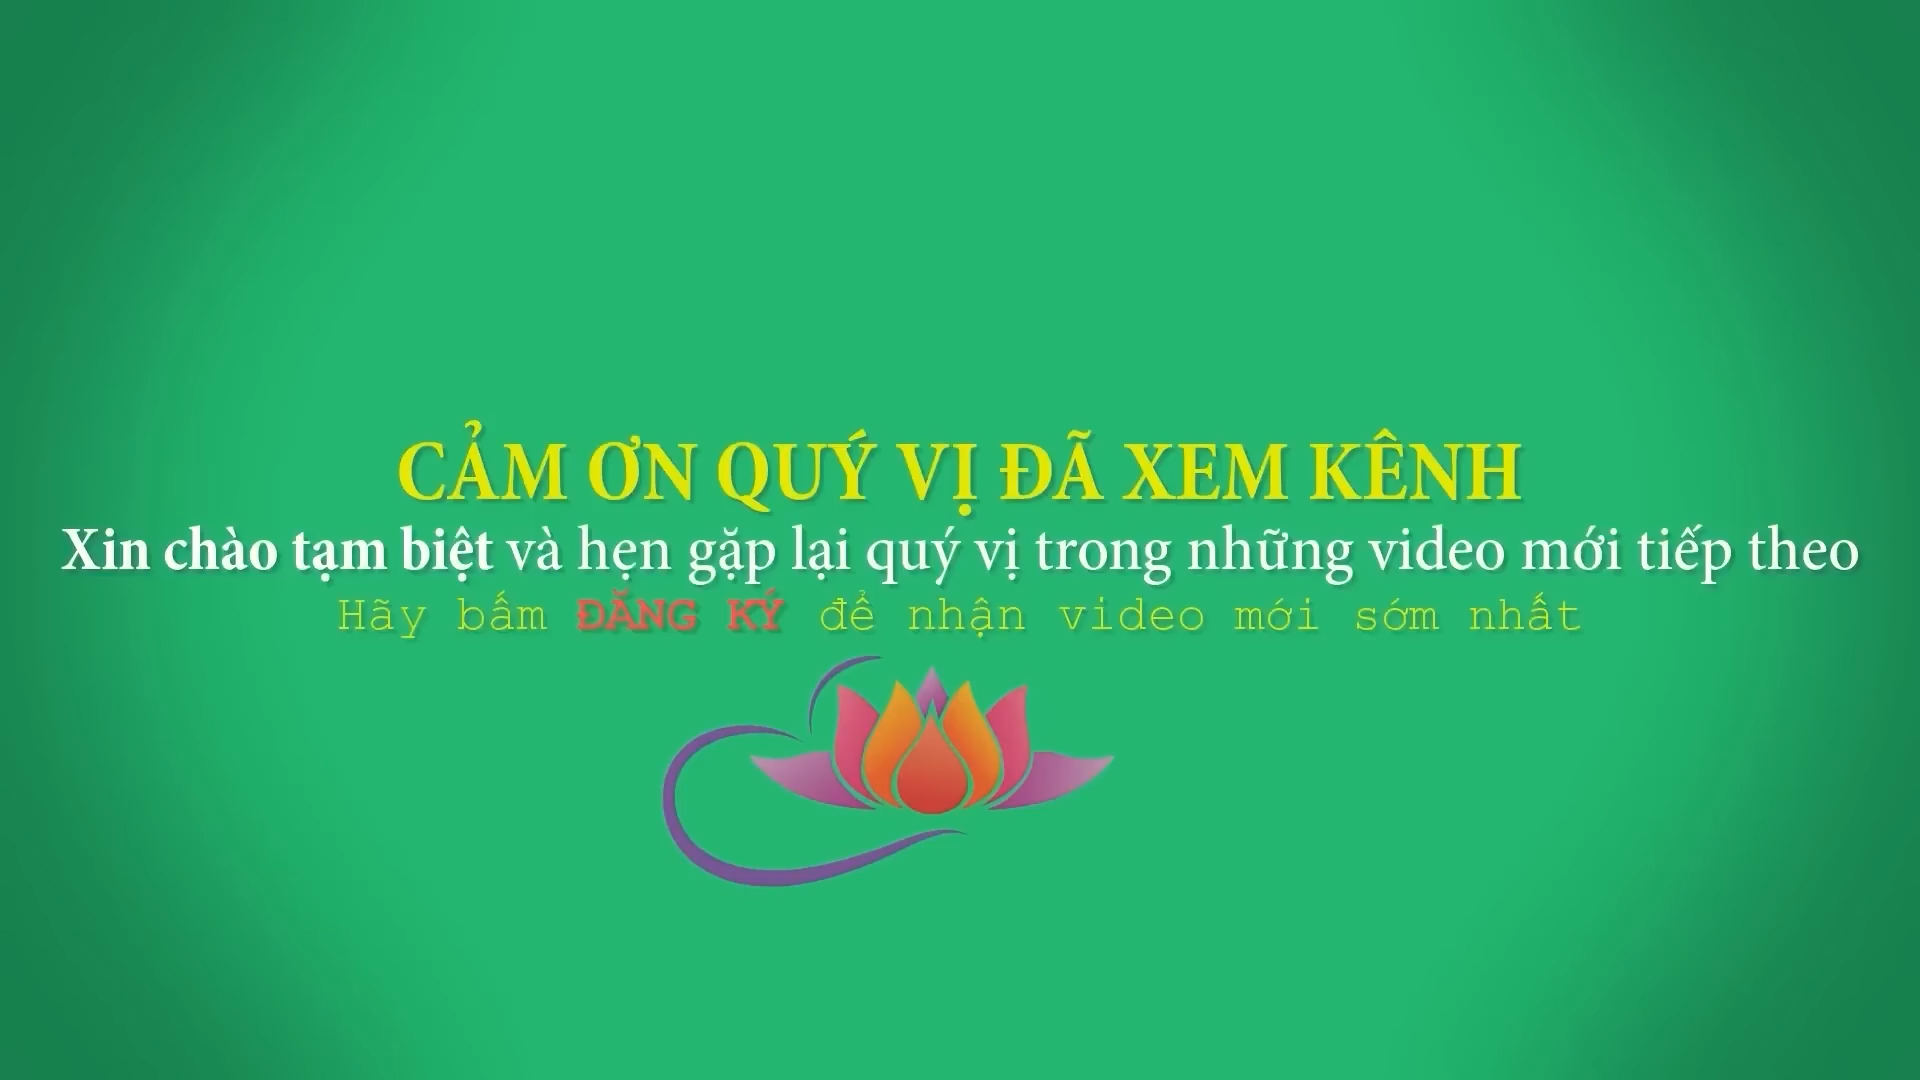 CẢM ƠN QUÝ VỊ ĐÃ XEM KÊNH
Xin chào tạm biệt và hẹn gặp lại quý vị trong những video mới tiếp theo
Hãy bấm ĐĂNG KÝ để nhận video mới sớm nhất